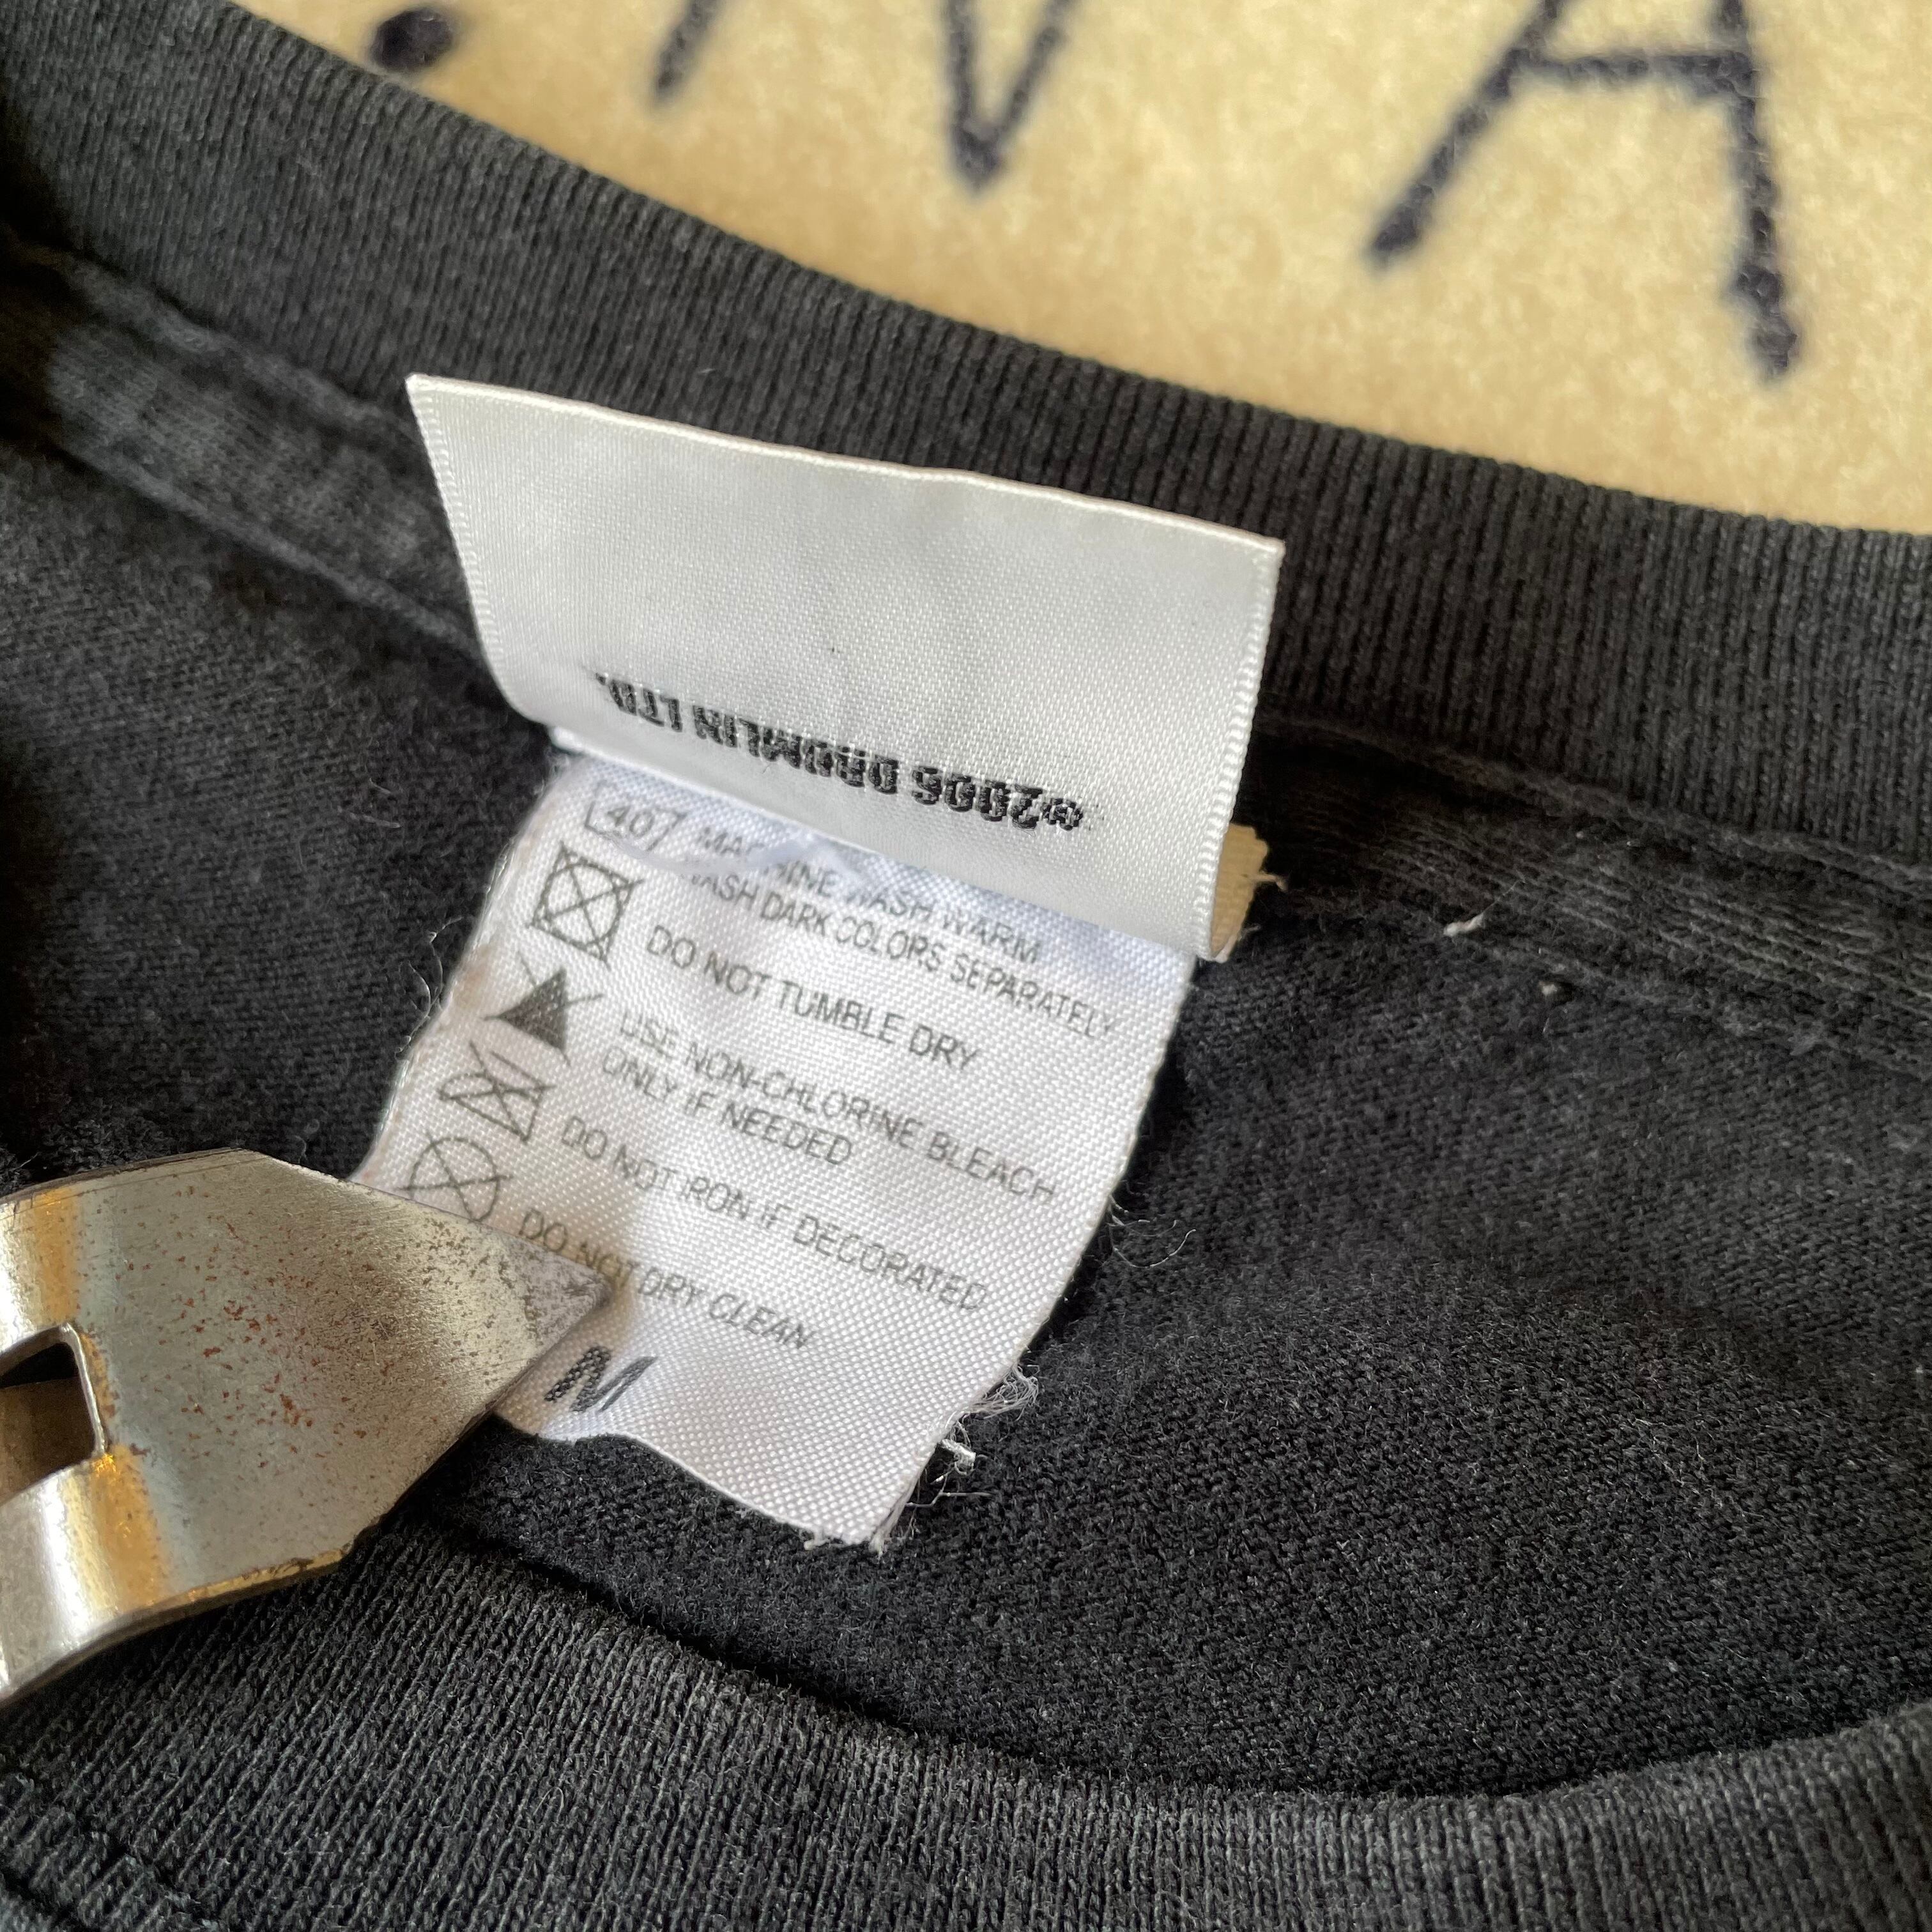 ©2006 DROMLIN LTD.
40 MACHINE WASH WARM
WASH DARK COLORS SEPARATELY
DO NOT TUMBLE DRY
USE NON-CHLORINE BLEACH
ONLY IF NEEDED
DO NOT IRON IF DECORATED
DO NOT DRY CLEAN
M